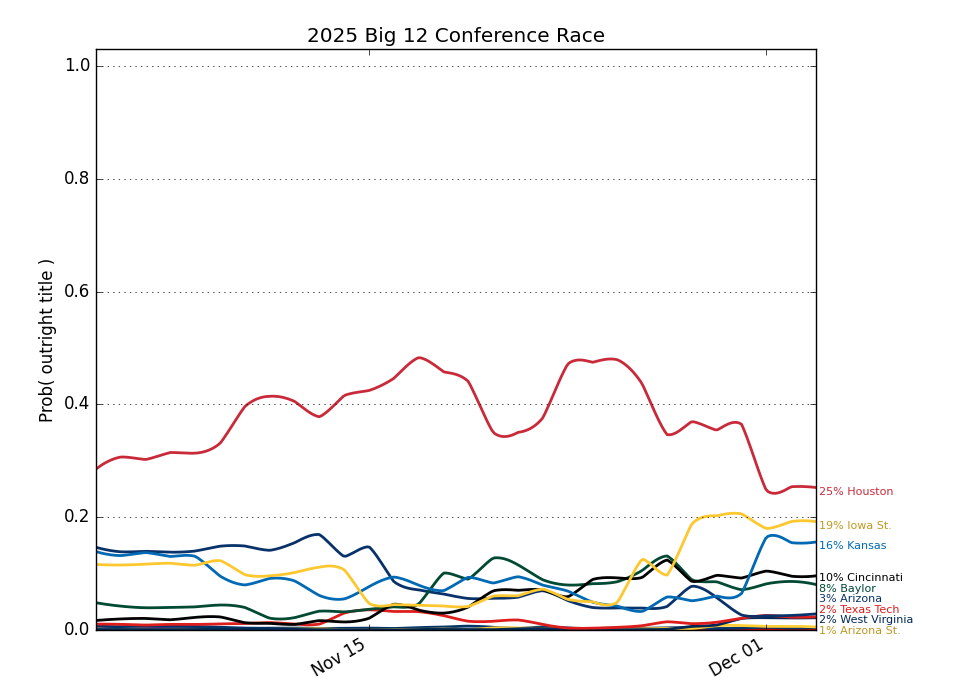 2025 Big 12 Conference Race
Prob( outright title )
1.0
0.8
0.6
0.4
0.2
0.0
Nov 15
Dec 01
25% Houston
19% Iowa St.
16% Kansas
10% Cincinnati
8% Baylor
3% Arizona
2% Texas Tech
2% West Virginia
1% Arizona St.